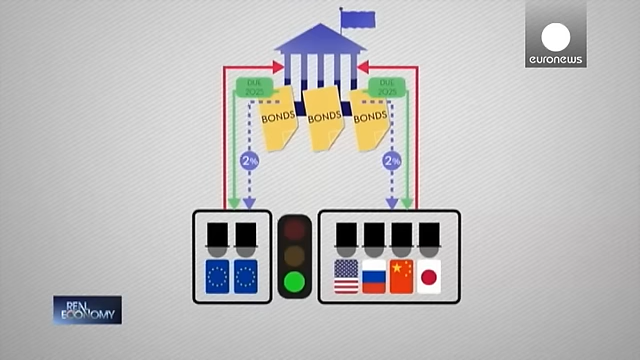 euronews
DUE
2025
DUE
2025
BONDS
BONDS
BONDS
2%
2%
REAL
ECONOMY